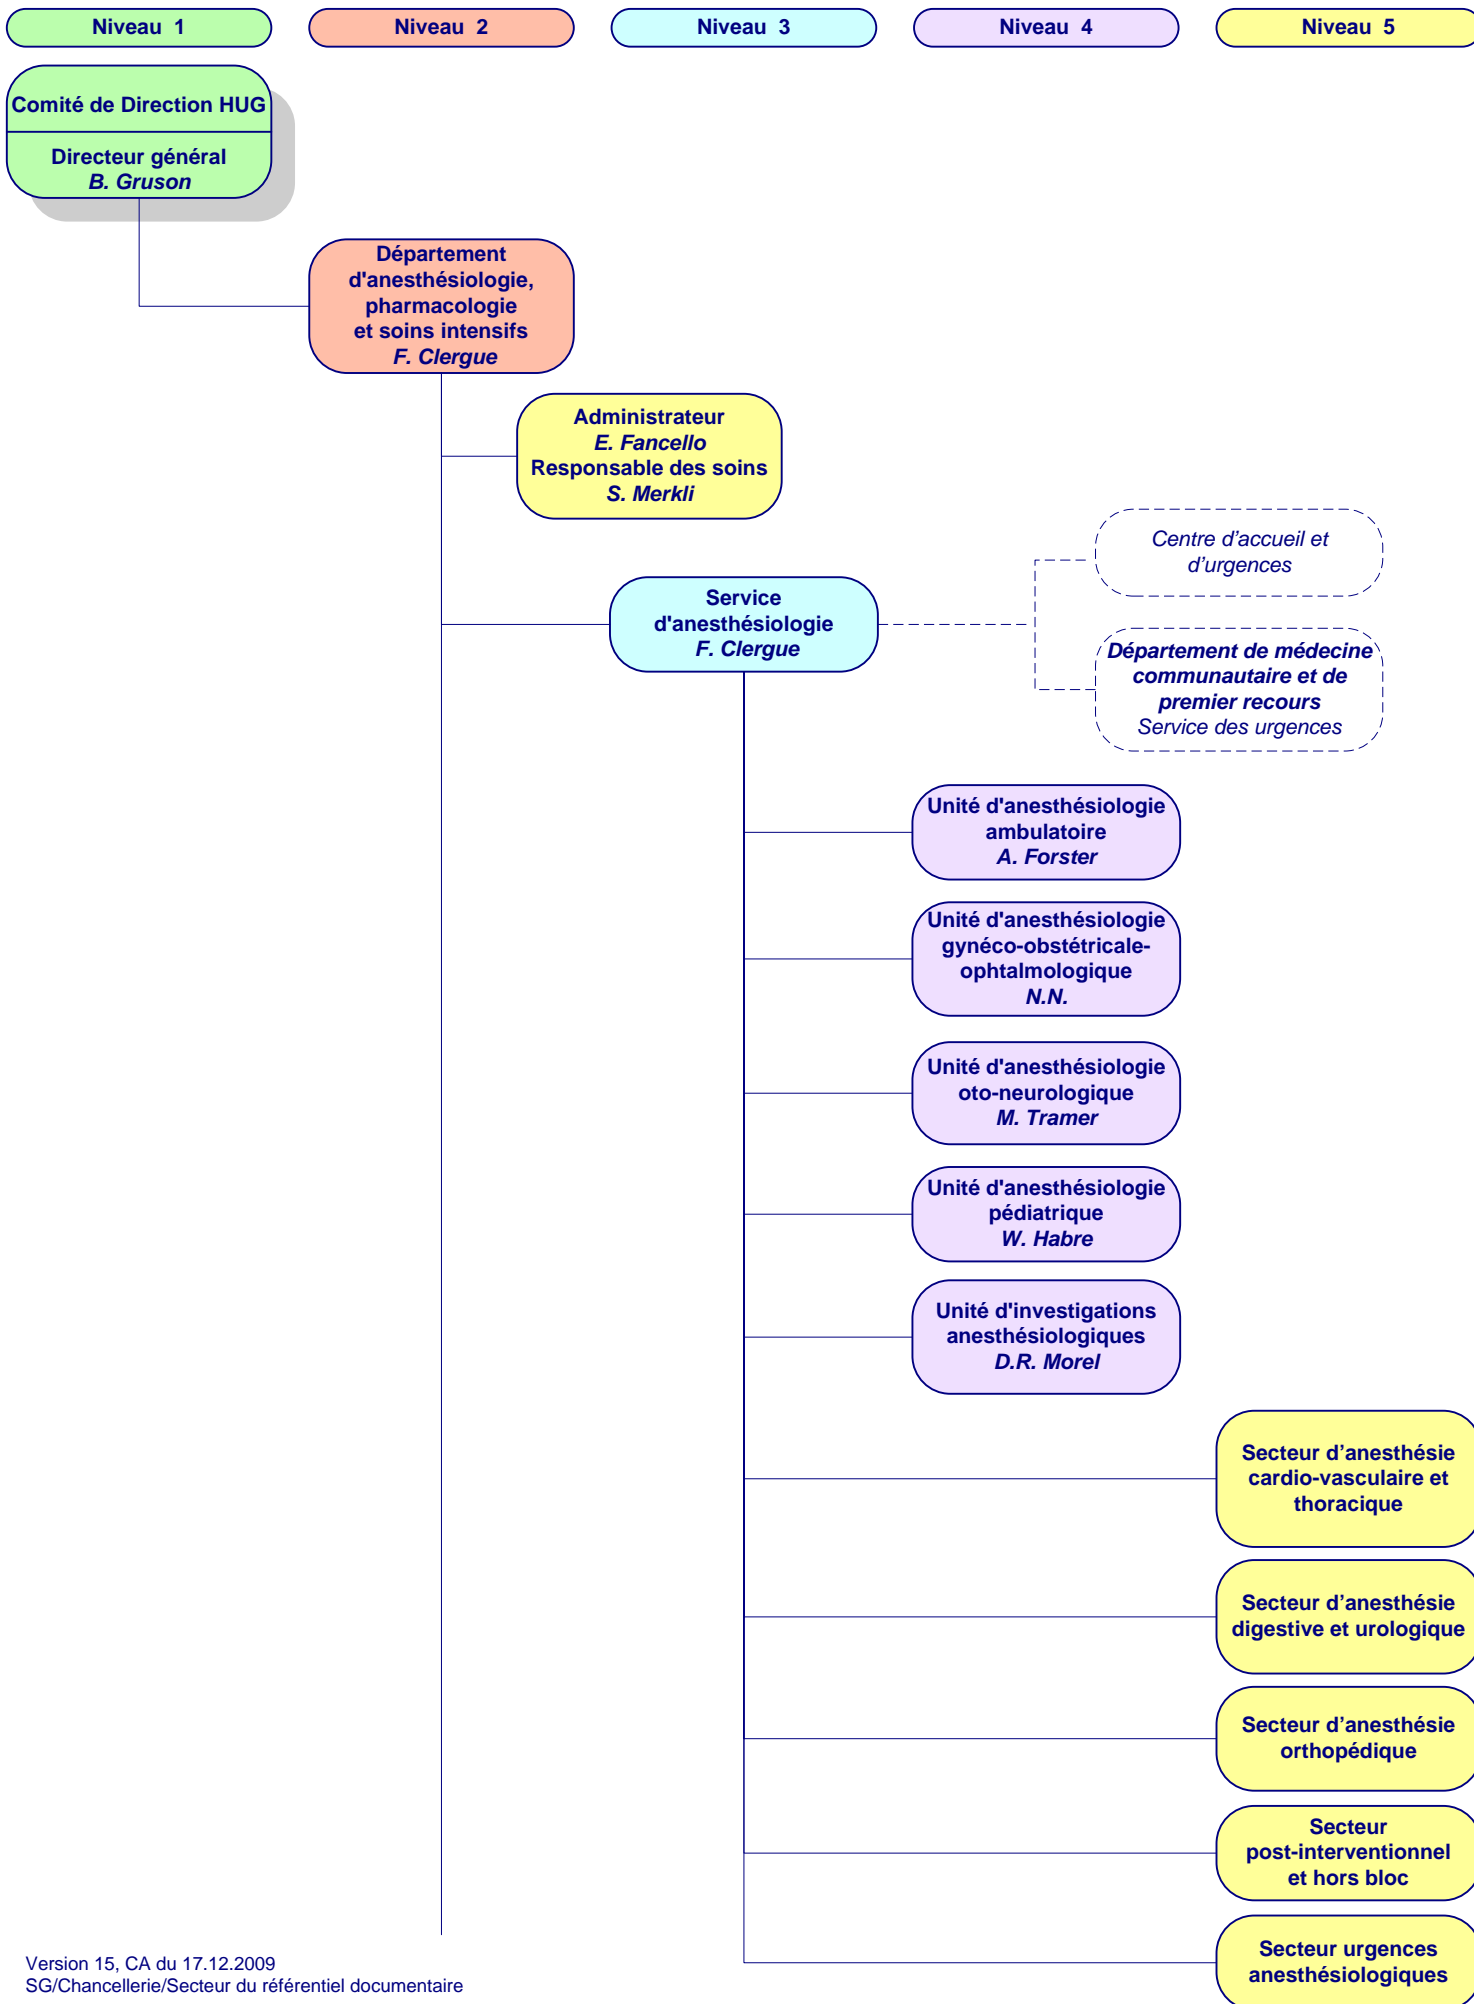 Niveau 1
Niveau 2
Niveau 3
Niveau 4
Niveau 5
Comité de Direction HUG
Directeur général
B. Gruson
Département
d'anesthésiologie,
pharmacologie
et soins intensifs
F. Clergue
Administrateur
E. Fancello
Responsable des soins
S. Merkli
Centre d’accueil et
d’urgences
Service
d'anesthésiologie
F. Clergue
Département de médecine
communautaire et de
premier recours
Service des urgences
Unité d'anesthésiologie
ambulatoire
A. Forster
Unité d'anesthésiologie
gynéco-obstétricale-
ophtalmologique
N.N.
Unité d'anesthésiologie
oto-neurologique
M. Tramer
Unité d'anesthésiologie
pédiatrique
W. Habre
Unité d'investigations
anesthésiologiques
D.R. Morel
Secteur d’anesthésie
cardio-vasculaire et
thoracique
Secteur d’anesthésie
digestive et urologique
Secteur d’anesthésie
orthopédique
Secteur
post-interventionnel
et hors bloc
Secteur urgences
anesthésiologiques
Version 15, CA du 17.12.2009
SG/Chancellerie/Secteur du référentiel documentaire